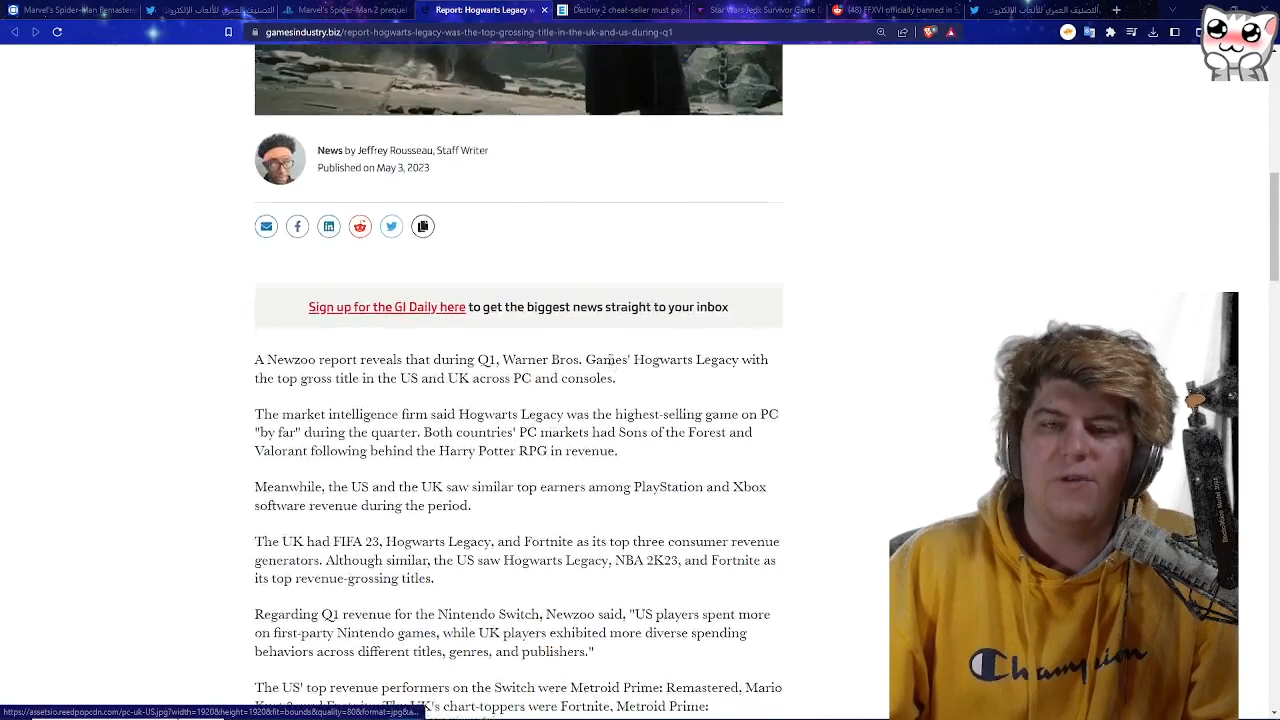 Marvel's Spider-Man Remastere
Marvel's Spider-Man 2 prequel
Report: Hogwarts Legacy w
Destiny 2 cheat-seller must pay
Star Wars Jedi Survivor Game D
(48) FFXVI officially banned in S
gamesindustry.biz/report-hogwarts-legacy-was-the-top-grossing-title-in-the-uk-and-us-during-q1
News by Jeffrey Rousseau, Staff Writer
Published on May 3, 2023
Sign up for the GI Daily here to get the biggest news straight to your inbox
A Newzoo report reveals that during Q1, Warner Bros. Games' Hogwarts Legacy with
the top gross title in the US and UK across PC and consoles.
The market intelligence firm said Hogwarts Legacy was the highest-selling game on PC
"by far" during the quarter. Both countries' PC markets had Sons of the Forest and
Valorant following behind the Harry Potter RPG in revenue.
Meanwhile, the US and the UK saw similar top earners among PlayStation and Xbox
software revenue during the period.
The UK had FIFA 23, Hogwarts Legacy, and Fortnite as its top three consumer revenue
generators. Although similar, the US saw Hogwarts Legacy, NBA 2K23, and Fortnite as
its top revenue-grossing titles.
Regarding Q1 revenue for the Nintendo Switch, Newzoo said, "US players spent more
on first-party Nintendo games, while UK players exhibited more diverse spending
behaviors across different titles, genres, and publishers."
The US' top revenue performers on the Switch were Metroid Prime: Remastered, Mario
chart-toppers were Fortnite, Metroid Prime:
https://assetsio.reedpopcdn.com/pc-uk-US.jpg?width=1920&height=1920&fit=bounds&quality=80&format=jpg&a...
Champion